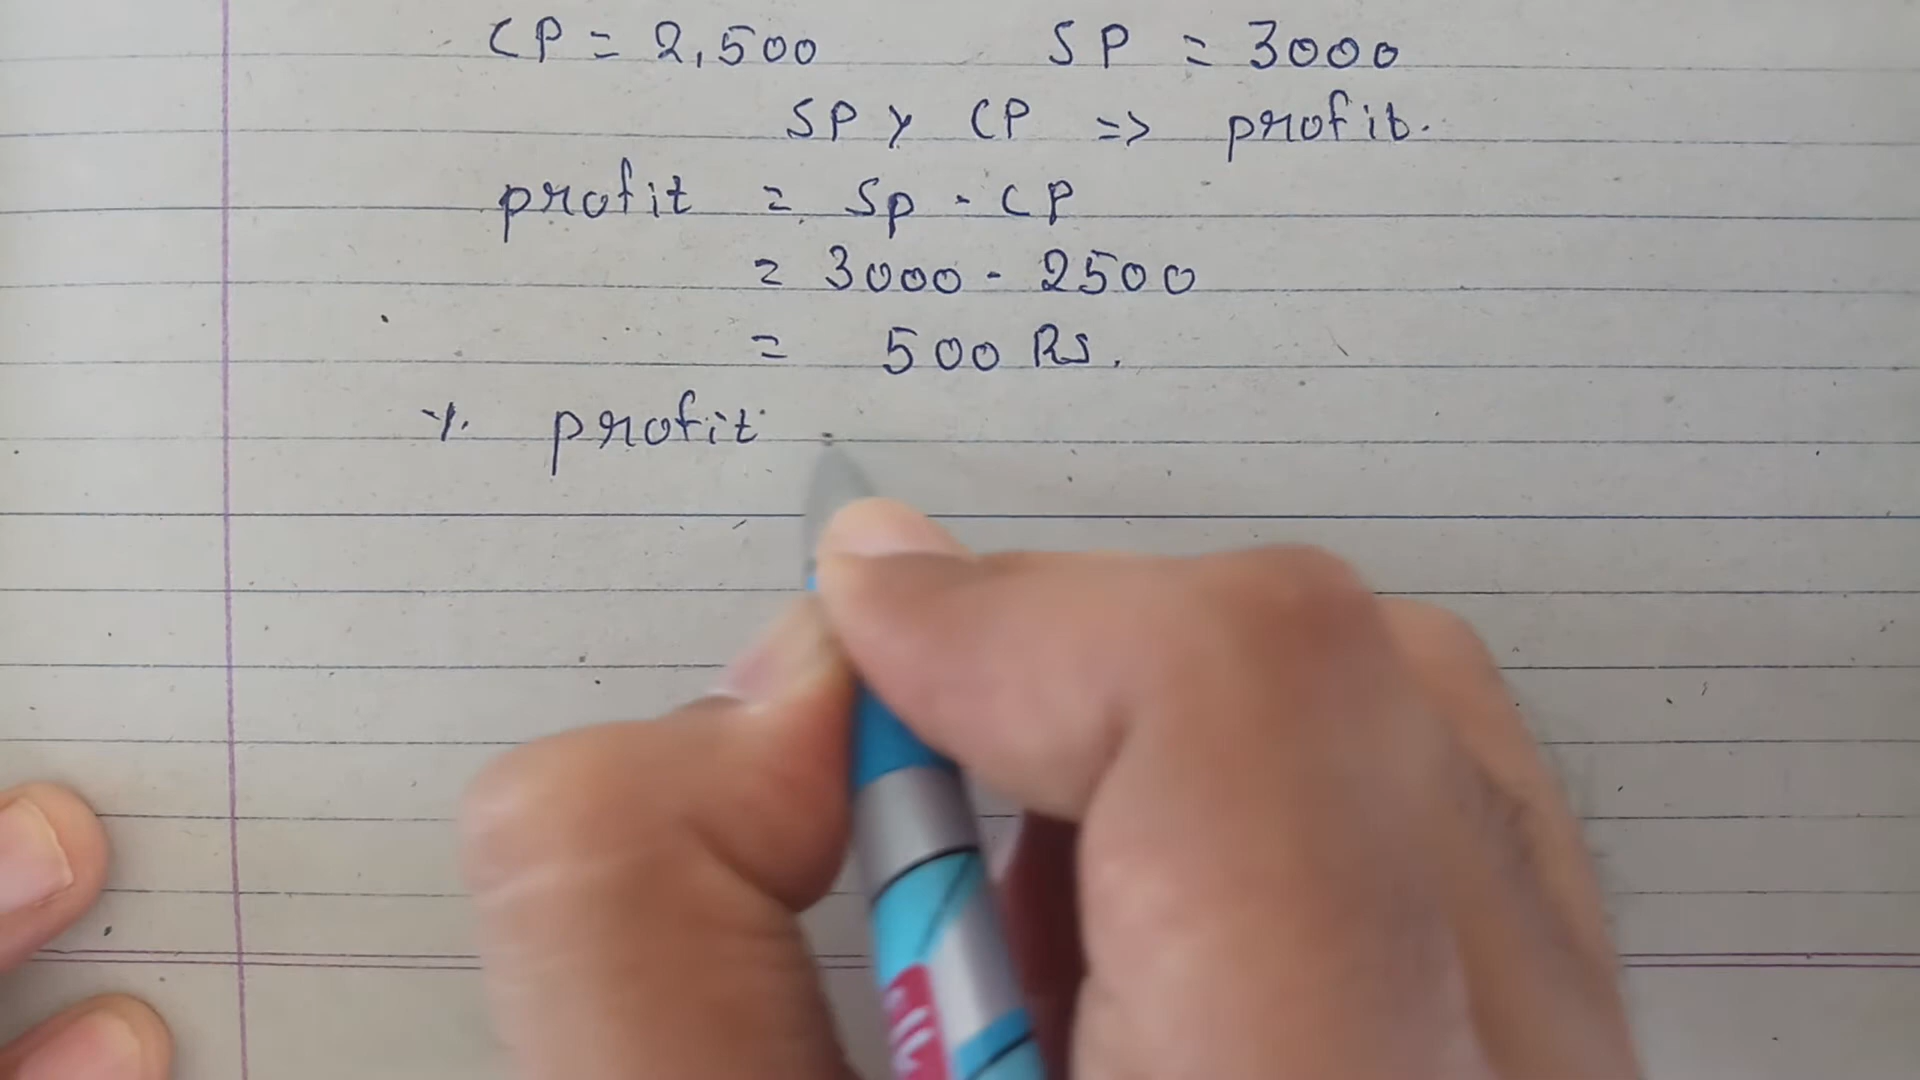 CP = 2,500 SP = 3000
SP > CP => profit.
profit = SP - CP
= 3000 - 2500
= 500 Rs.
% profit